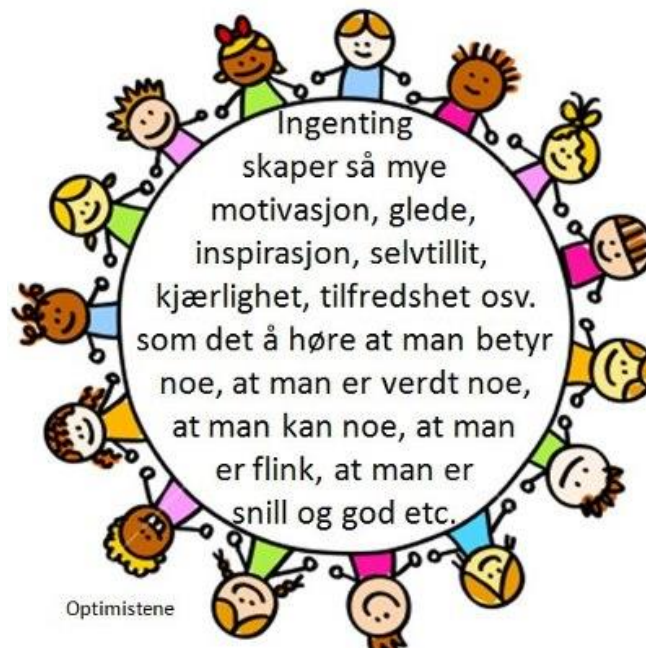 Ingenting
skaper så mye
motivasjon, glede,
inspirasjon, selvtillit,
kjærlighet, tilfredshet osv.
som det å høre at man betyr
noe, at man er verdt noe,
at man kan noe, at man
er flink, at man er
snill og god etc.
Optimistene